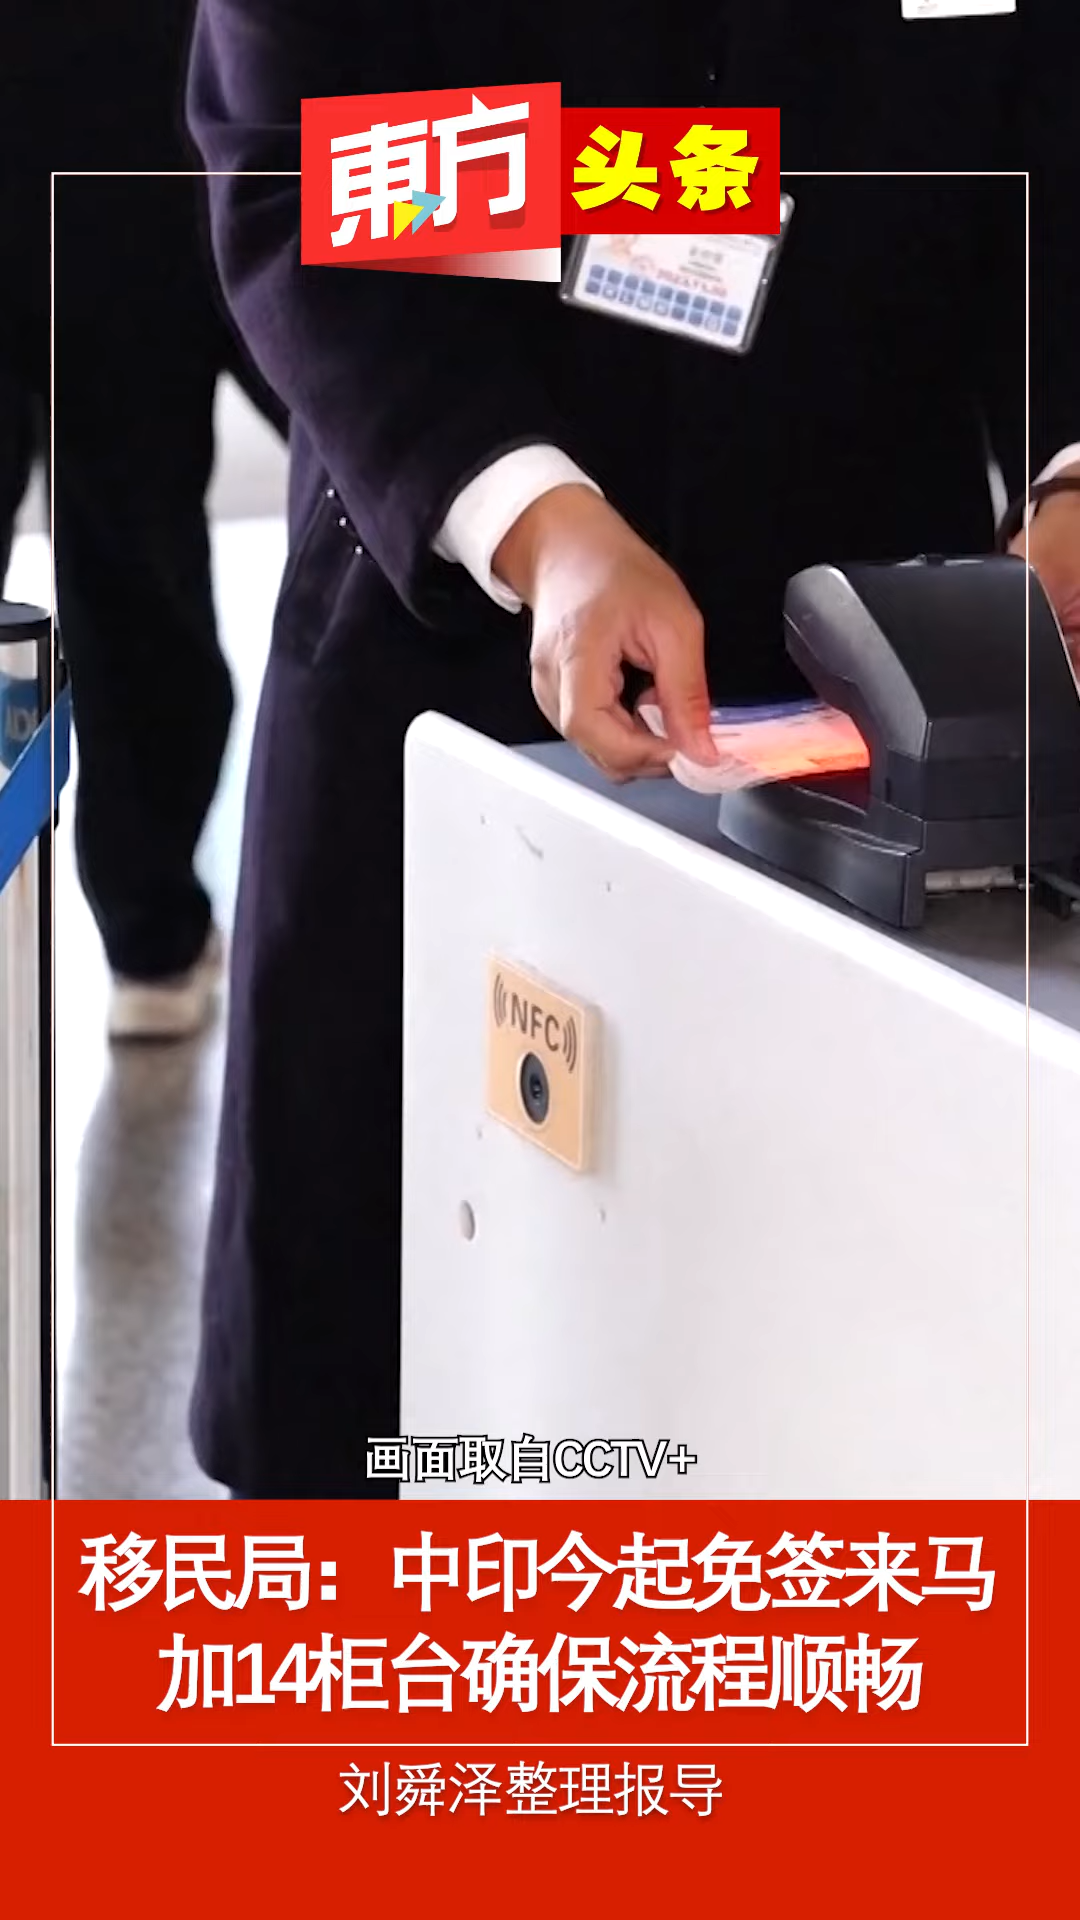 東方
头条
NFC
画面取自CCTV+
移民局：中印今起免签来马
加14柜台确保流程顺畅
刘舜泽整理报导